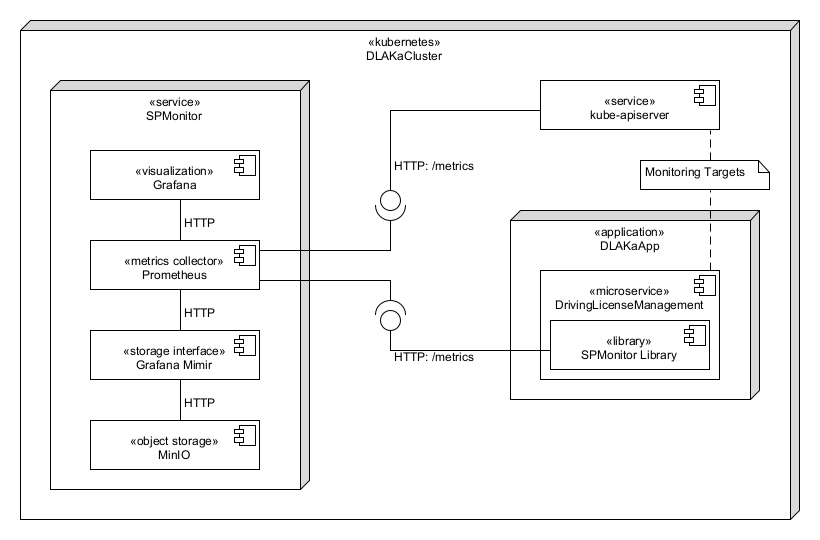 «kubernetes»
DLAKaCluster
«service»
SPMonitor
«visualization»
Grafana
HTTP
«metrics collector»
Prometheus
HTTP
«storage interface»
Grafana Mimir
HTTP
«object storage»
MinIO
HTTP: /metrics
HTTP: /metrics
«service»
kube-apiserver
Monitoring Targets
«application»
DLAKaApp
«microservice»
DrivingLicenseManagement
«library»
SPMonitor Library